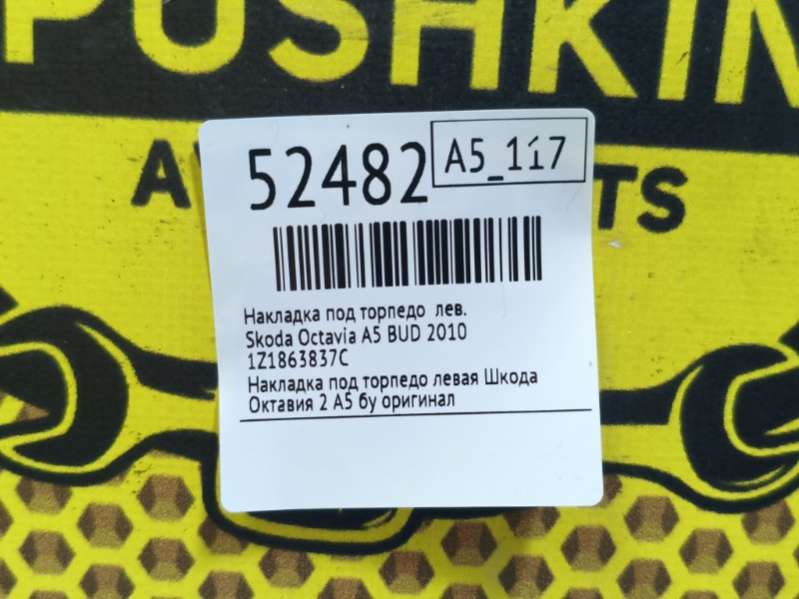 PUSHKIN
52482
A5_117
TS
Накладка под торпедо лев.
Skoda Octavia A5 BUD 2010
1Z1863837C
Накладка под торпедо левая Шкода
Октавия 2 А5 бу оригинал